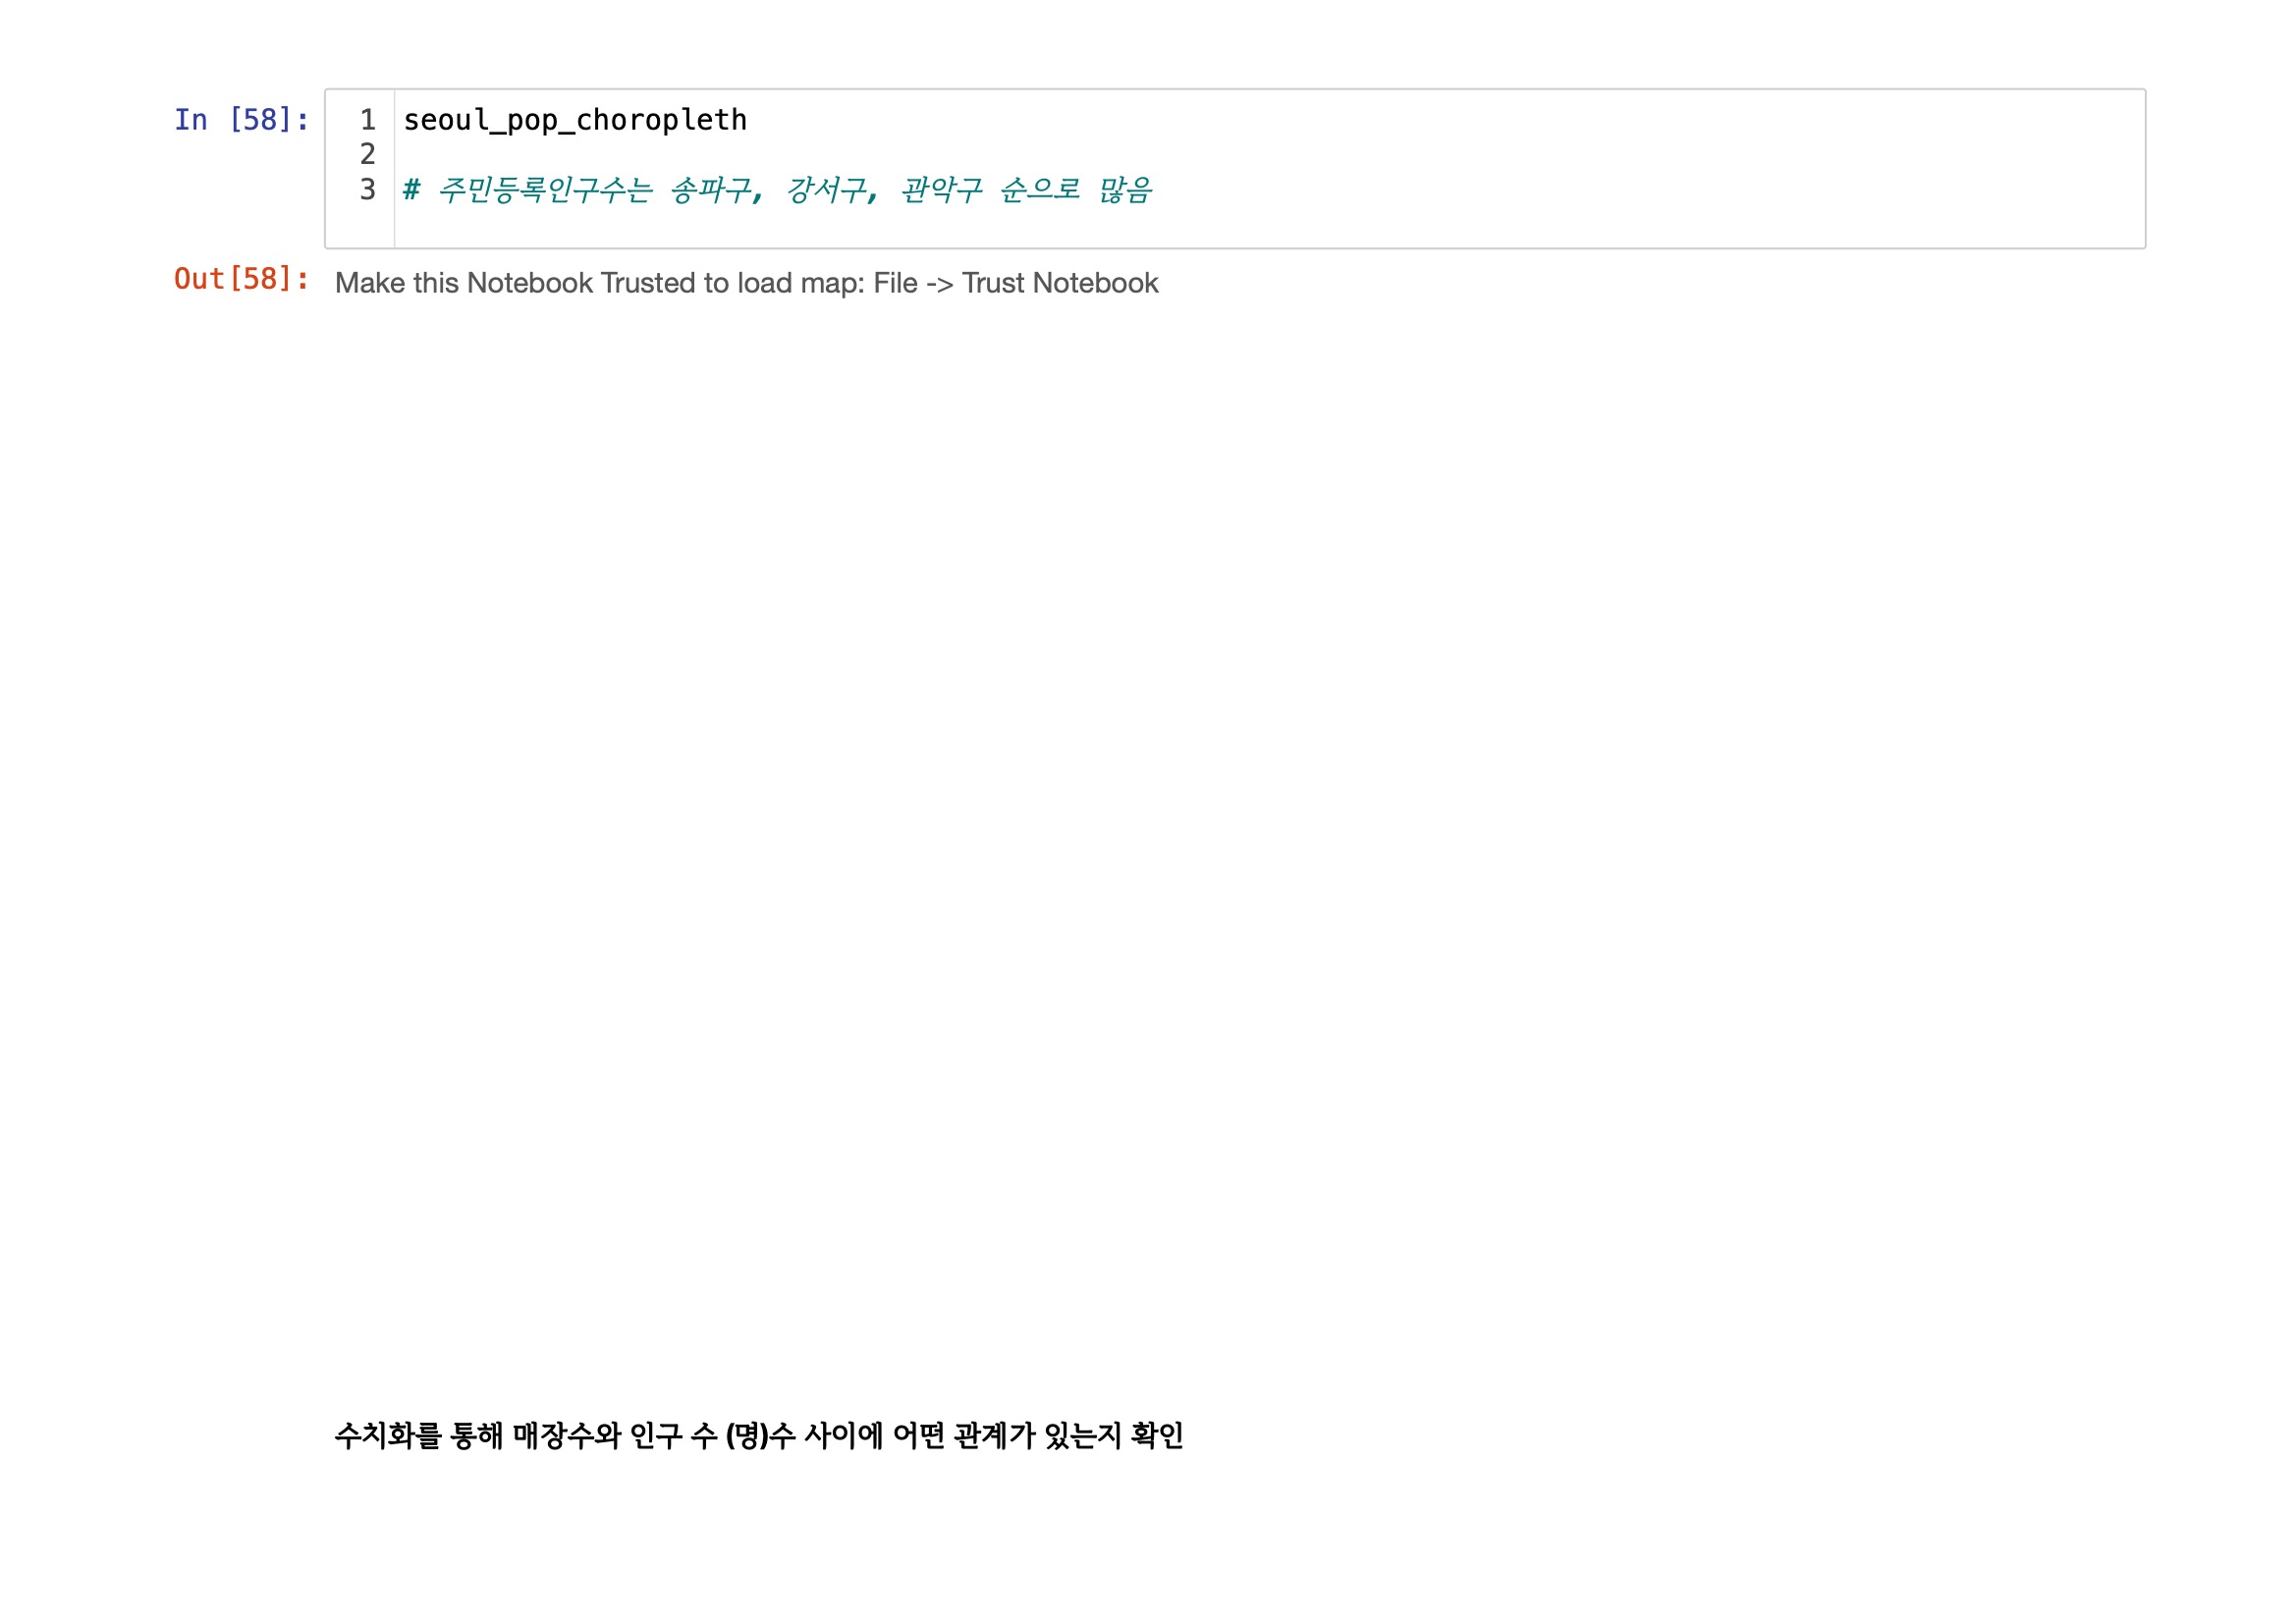 In [58]: 1 seoul_pop_choropleth
2
3 # 주민등록인구수는 송파구, 강서구, 관악구 순으로 많음
Out[58]: Make this Notebook Trusted to load map: File -> Trust Notebook
수치화를 통해 매장수와 인구 수 (명)수 사이에 어떤 관계가 있는지 확인